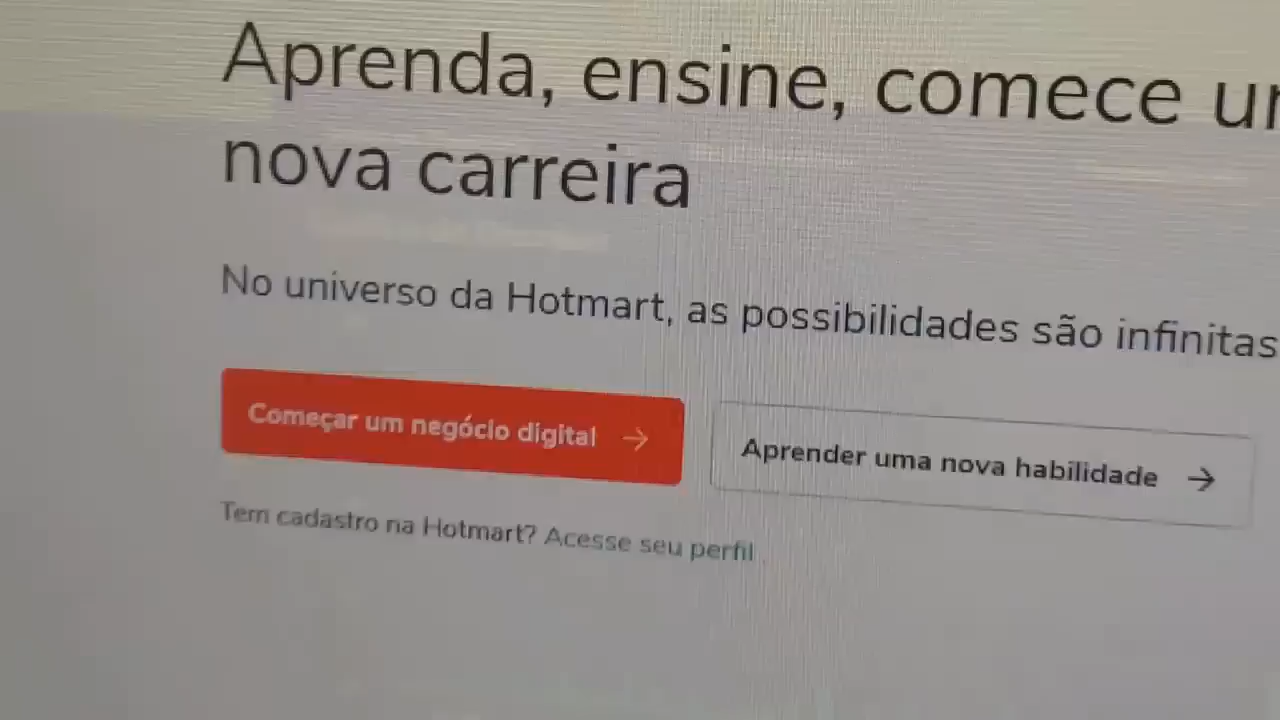 Aprenda, ensine, comece
nova carreira
No universo da Hotmart, as possibilidades são infinitas
Começar um negócio digital →
Aprender uma nova habilidade →
Tem cadastro na Hotmart? Acesse seu perfil